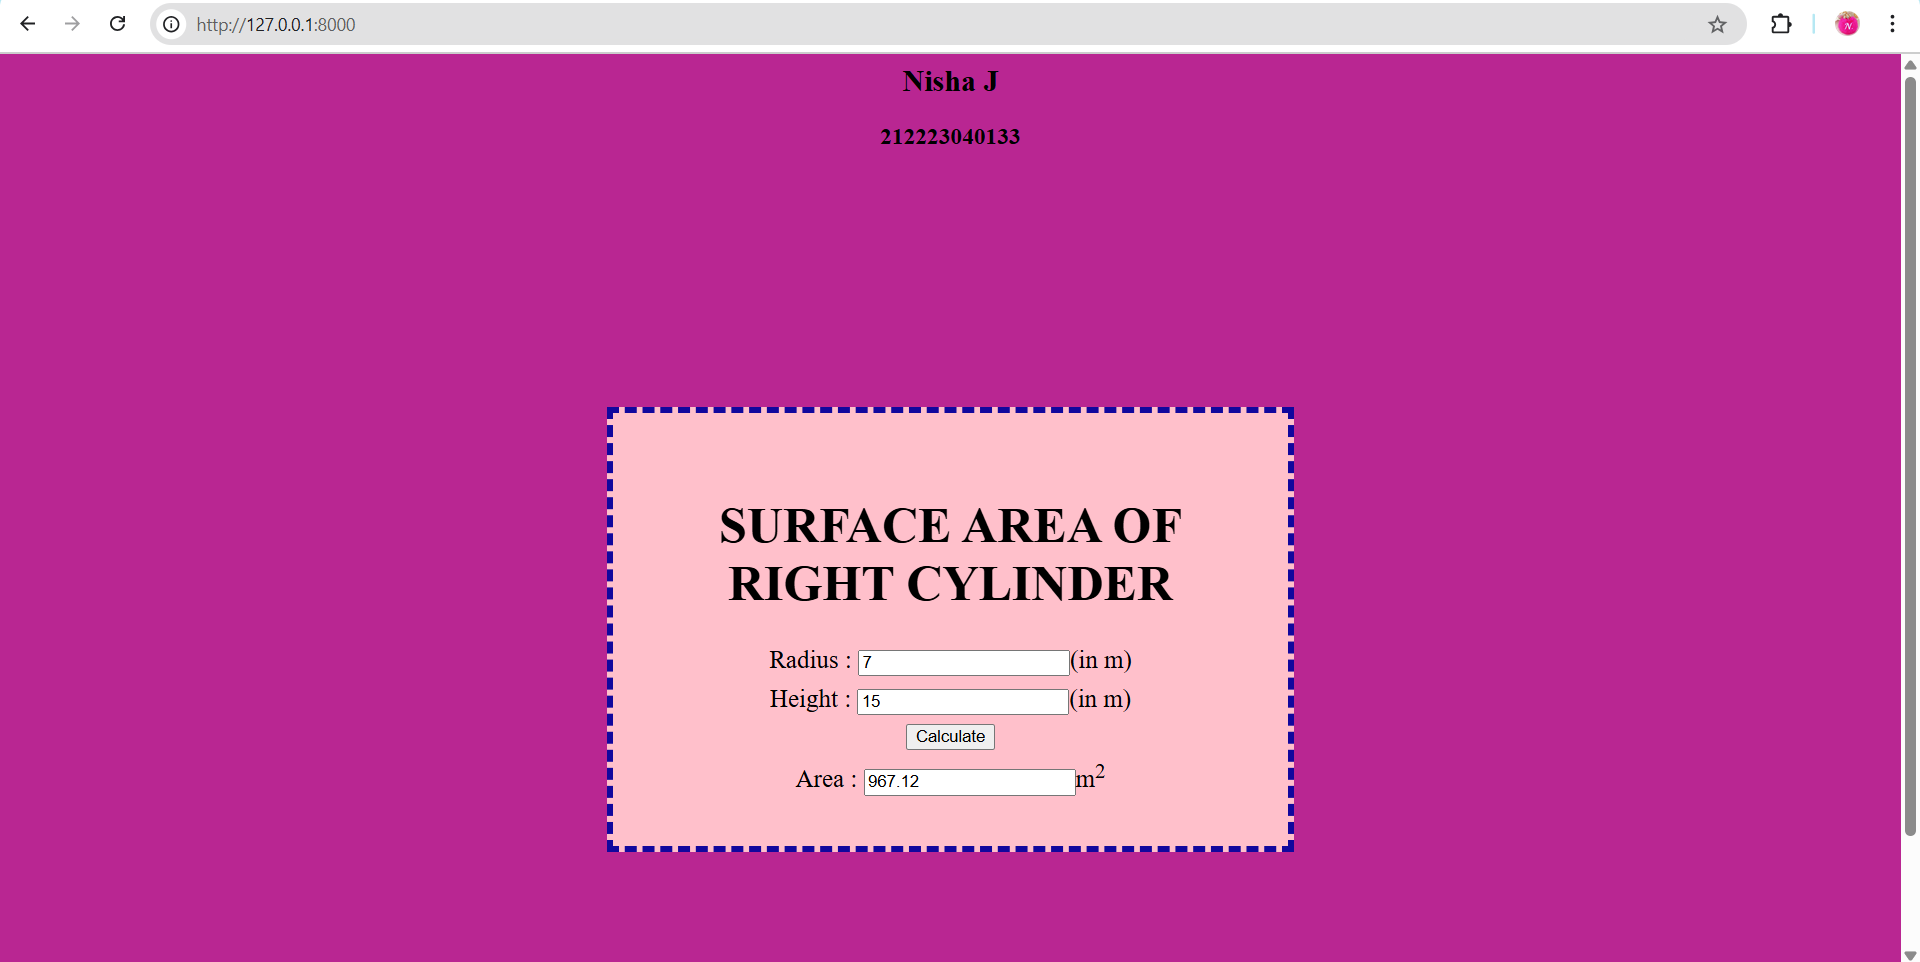 http://127.0.0.1:8000
Nisha J
212223040133
SURFACE AREA OF
RIGHT CYLINDER
Radius : 7 (in m)
Height : 15 (in m)
Calculate
Area : 967.12 m²